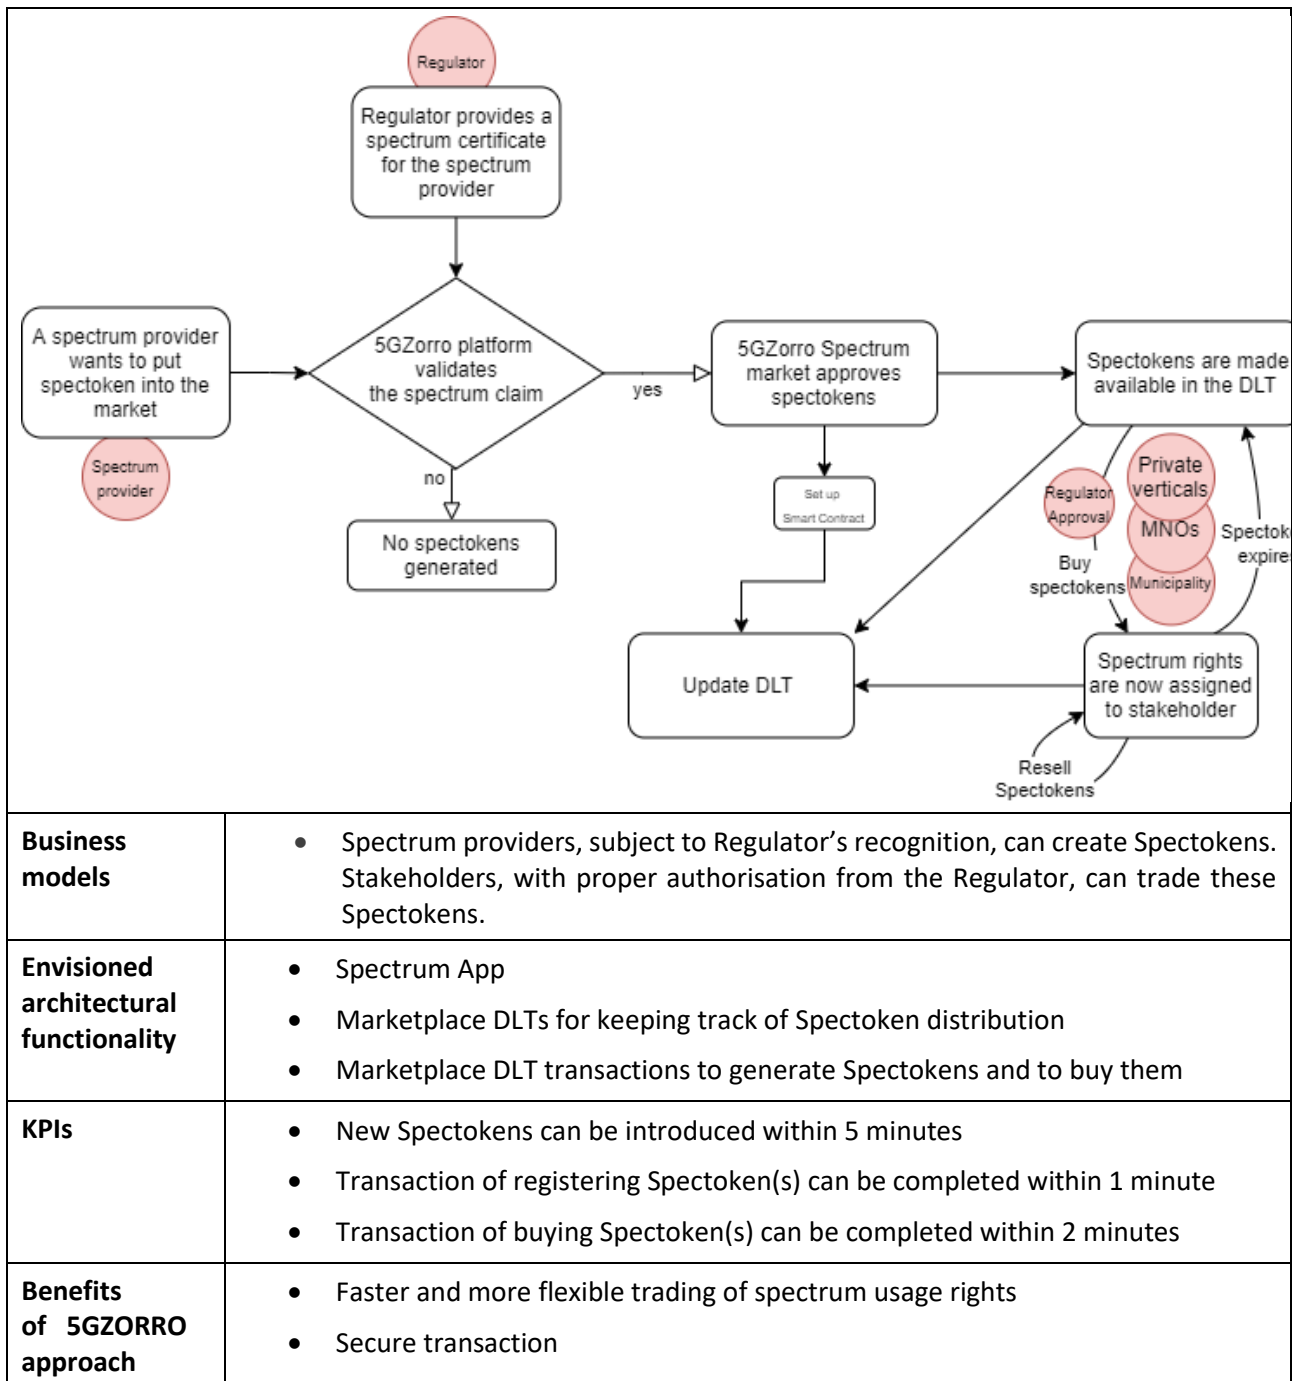 Regulator
Regulator provides a
spectrum certificate
for the spectrum
provider
A spectrum provider
wants to put
spectoken into the
market
Spectrum
provider
5GZorro platform
validates
the spectrum claim
yes
no
No spectokens
generated
5GZorro Spectrum
market approves
spectokens
Set up
Smart Contract
Spectokens are made
available in the DLT
Regulator
Approval
Private
verticals
MNOs
Municipality
Buy
spectokens
Spectok
expire
Update DLT
Spectrum rights
are now assigned
to stakeholder
Resell
Spectokens
Business
models
• Spectrum providers, subject to Regulator’s recognition, can create Spectokens.
Stakeholders, with proper authorisation from the Regulator, can trade these
Spectokens.
Envisioned
architectural
functionality
• Spectrum App
• Marketplace DLTs for keeping track of Spectoken distribution
• Marketplace DLT transactions to generate Spectokens and to buy them
KPIs
• New Spectokens can be introduced within 5 minutes
• Transaction of registering Spectoken(s) can be completed within 1 minute
• Transaction of buying Spectoken(s) can be completed within 2 minutes
Benefits
of 5GZORRO
approach
• Faster and more flexible trading of spectrum usage rights
• Secure transaction